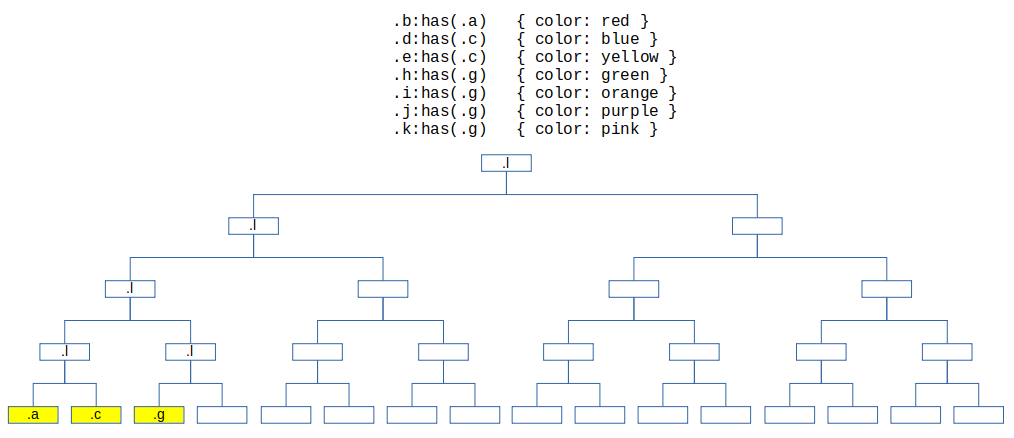 .b:has(.a)   { color: red }
.d:has(.c)   { color: blue }
.e:has(.c)   { color: yellow }
.h:has(.g)   { color: green }
.i:has(.g)   { color: orange }
.j:has(.g)   { color: purple }
.k:has(.g)   { color: pink }
.l
.l
.l
.l .l
.a .c .g